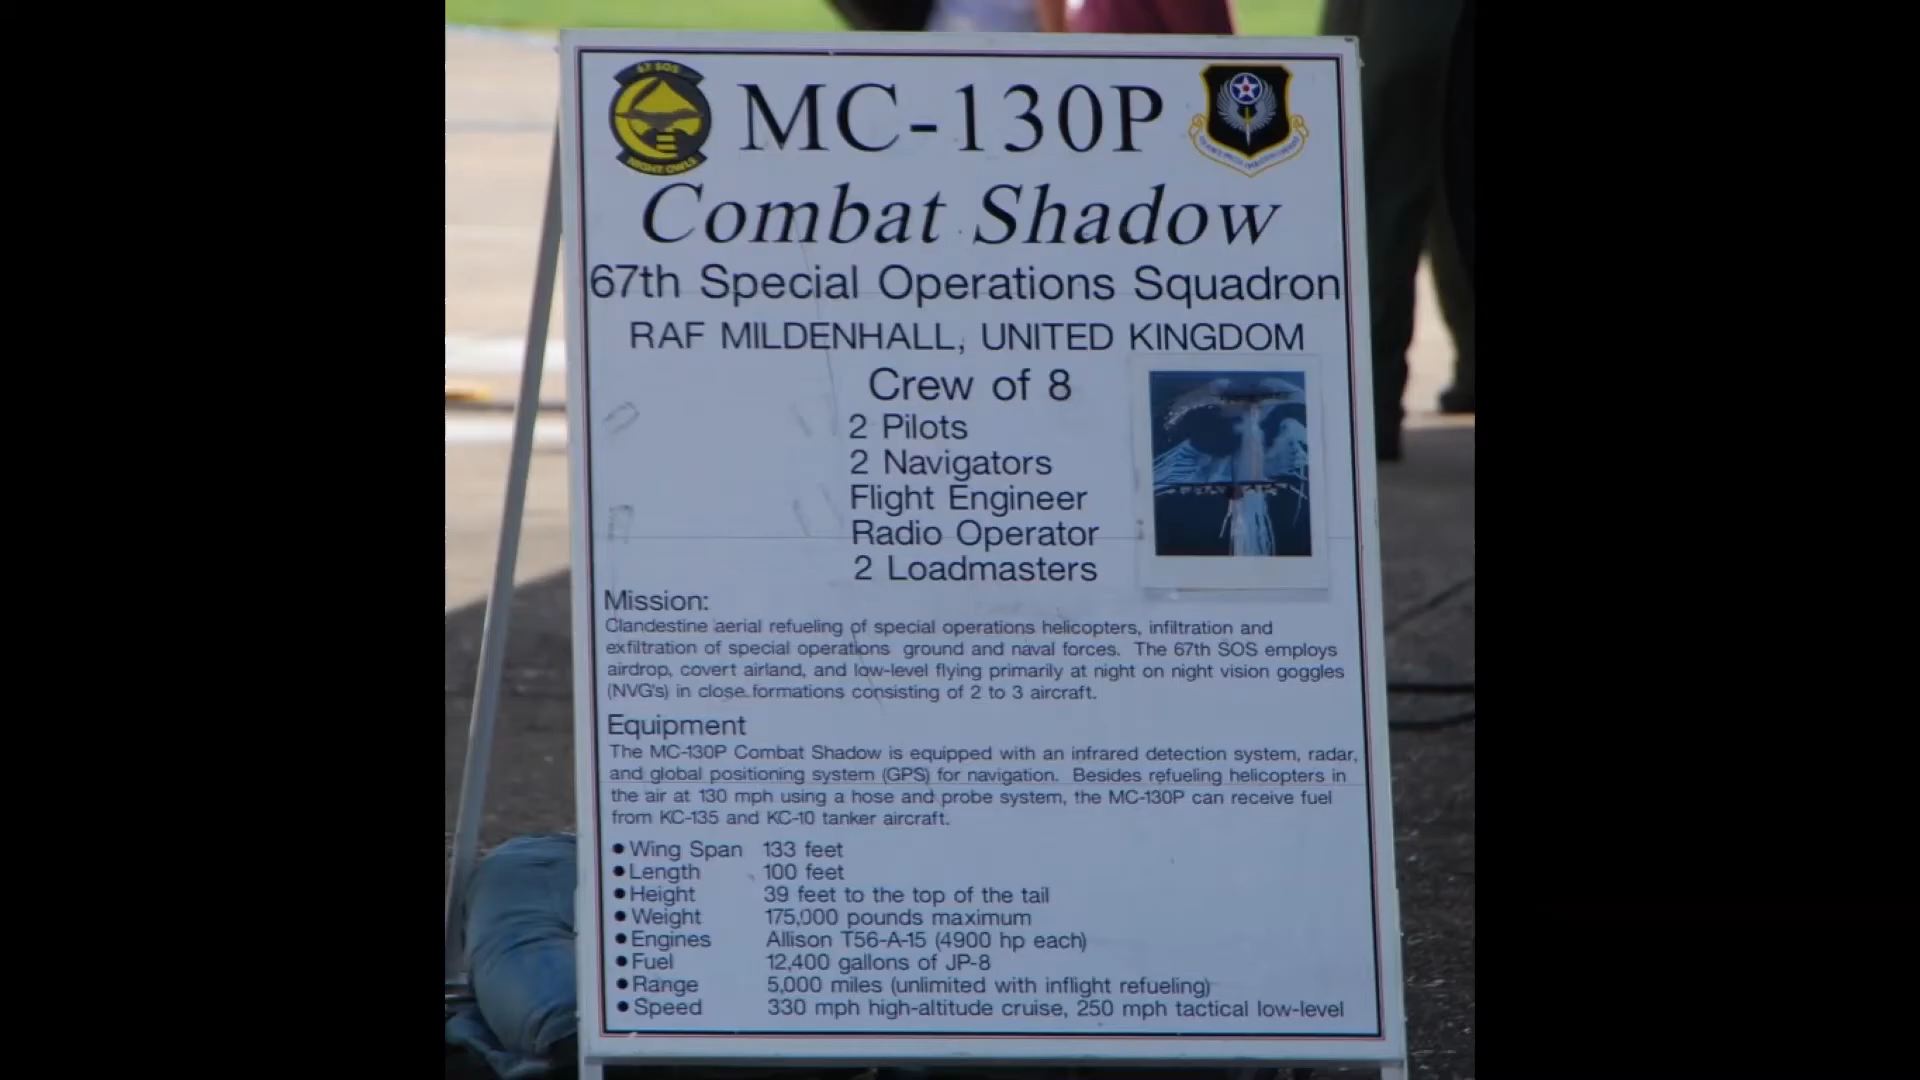 67 SOS
MC-130P
NIGHT OWLS
Combat Shadow
67th Special Operations Squadron
RAF MILDENHALL, UNITED KINGDOM
Crew of 8
2 Pilots
2 Navigators
Flight Engineer
Radio Operator
2 Loadmasters
Mission:
Clandestine aerial refueling of special operations helicopters, infiltration and
exfiltration of special operations ground and naval forces. The 67th SOS employs
airdrop, covert airland, and low-level flying primarily at night on night vision goggles
(NVG's) in close formations consisting of 2 to 3 aircraft.
Equipment
The MC-130P Combat Shadow is equipped with an infrared detection system, radar,
and global positioning system (GPS) for navigation. Besides refueling helicopters in
the air at 130 mph using a hose and probe system, the MC-130P can receive fuel
from KC-135 and KC-10 tanker aircraft.
• Wing Span 133 feet
• Length 100 feet
• Height 39 feet to the top of the tail
• Weight 175,000 pounds maximum
• Engines Allison T56-A-15 (4900 hp each)
• Fuel 12,400 gallons of JP-8
• Range 5,000 miles (unlimited with inflight refueling)
• Speed 330 mph high-altitude cruise, 250 mph tactical low-level